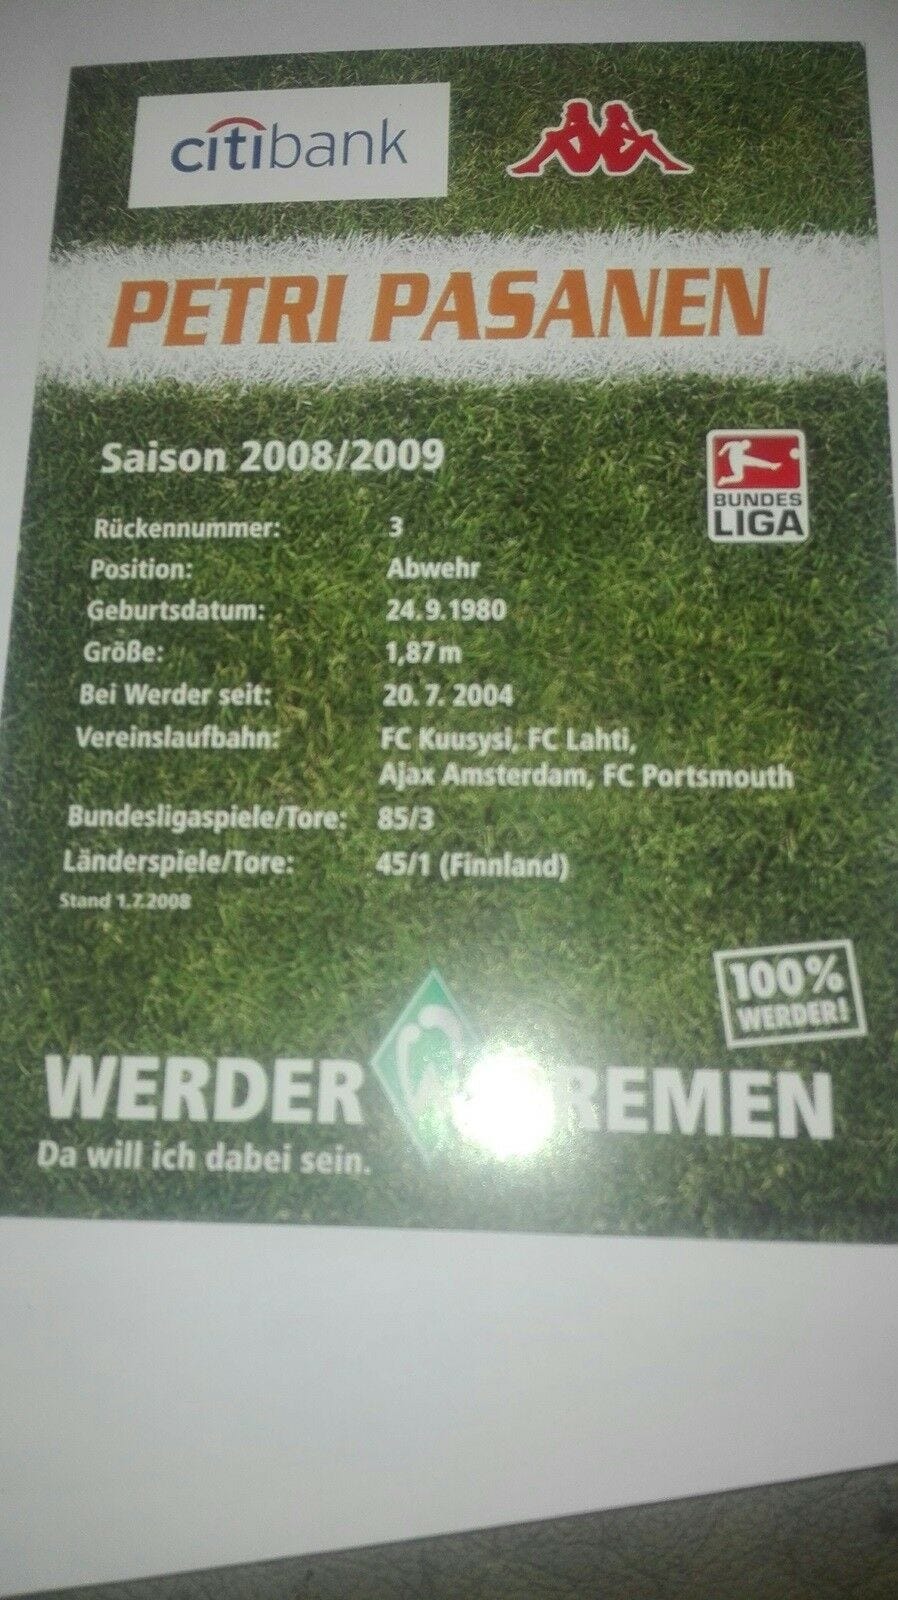 citibank
PETRI PASANEN
Saison 2008/2009
BUNDES
LIGA
Rückennummer: 3
Position: Abwehr
Geburtsdatum: 24.9.1980
Größe: 1,87 m
Bei Werder seit: 20. 7. 2004
Vereinslaufbahn: FC Kuusysi, FC Lahti,
Ajax Amsterdam, FC Portsmouth
Bundesligaspiele/Tore: 85/3
Länderspiele/Tore: 45/1 (Finnland)
Stand 1.7.2008
100%
WERDER!
WERDER BREMEN
Da will ich dabei sein.